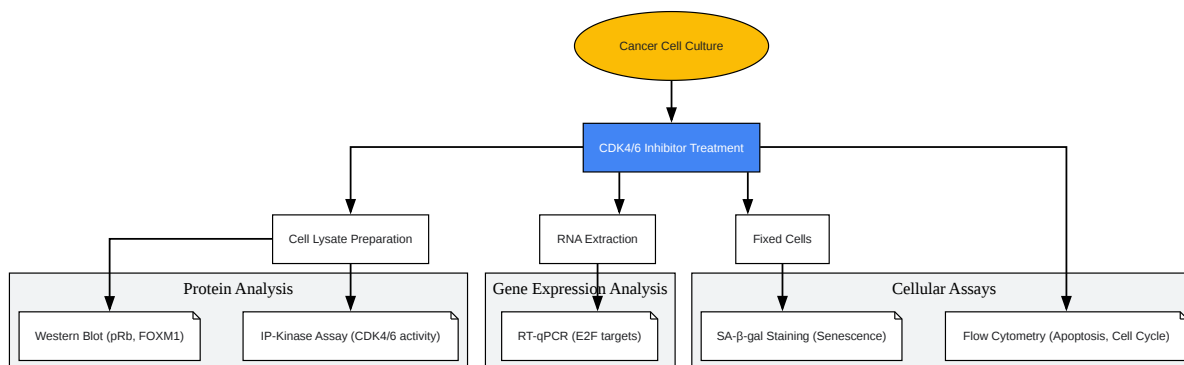 Cancer Cell Culture
CDK4/6 Inhibitor Treatment
Cell Lysate Preparation
RNA Extraction
Fixed Cells
Protein Analysis
Gene Expression Analysis
Cellular Assays
Western Blot (pRb, FOXM1)
IP-Kinase Assay (CDK4/6 activity)
RT-qPCR (E2F targets)
SA-β-gal Staining (Senescence)
Flow Cytometry (Apoptosis, Cell Cycle)